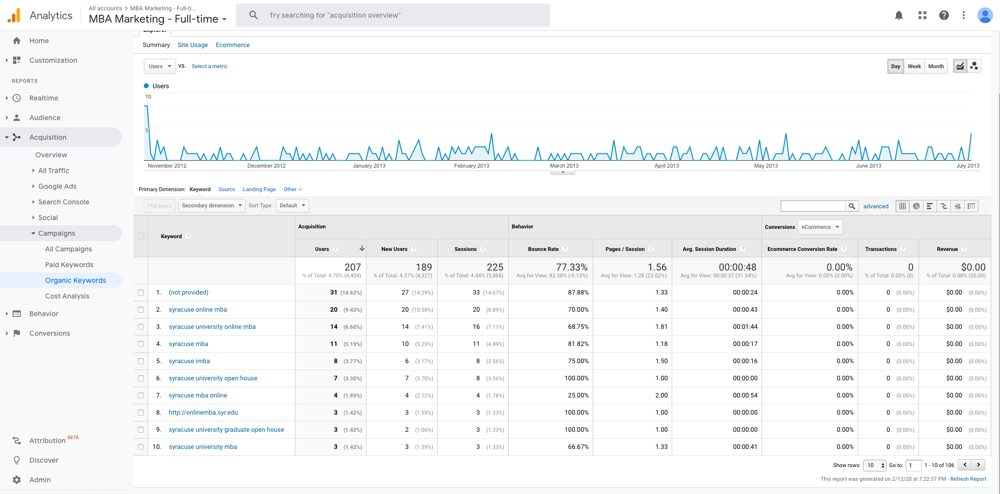 Analytics
All accounts > MBA Marketing - Full-ti...
MBA Marketing - Full-time
Try searching for "acquisition overview"
Home
Customization
REPORTS
Realtime
Audience
Acquisition
Overview
All Traffic
Google Ads
Search Console
Social
Campaigns
All Campaigns
Paid Keywords
Organic Keywords
Cost Analysis
Behavior
Conversions
Attribution BETA
Discover
Admin
Explorer
Summary Site Usage Ecommerce
Users VS. Select a metric
Day Week Month
Users
10
5
November 2012 December 2012 January 2013 February 2013 March 2013 April 2013 May 2013 June 2013 July 2013
Primary Dimension: Keyword Source Landing Page Other
Plot Rows Secondary dimension Sort Type: Default advanced
Keyword ? Acquisition Behavior Conversions eCommerce
Users ? New Users ? Sessions ? Bounce Rate ? Pages / Session ? Avg. Session Duration ? Ecommerce Conversion Rate ? Transactions ? Revenue ?
207 189 225 77.33% 1.56 00:00:48 0.00% 0 $0.00
% of Total: 4.70% (4,404) % of Total: 4.37% (4,327) % of Total: 4.44% (5,068) Avg for View: 82.38% (-6.13%) Avg for View: 1.28 (22.02%) Avg for View: 00:00:37 (31.54%) Avg for View: 0.00% (0.00%) % of Total: 0.00% (0) % of Total: 0.00% ($0.00)
1. (not provided) 31 (14.62%) 27 (14.29%) 33 (14.67%) 87.88% 1.33 00:00:24 0.00% 0 (0.00%) $0.00 (0.00%)
2. syracuse online mba 20 (9.43%) 20 (10.58%) 20 (8.89%) 70.00% 1.40 00:00:43 0.00% 0 (0.00%) $0.00 (0.00%)
3. syracuse university online mba 14 (6.60%) 14 (7.41%) 16 (7.11%) 68.75% 1.81 00:01:44 0.00% 0 (0.00%) $0.00 (0.00%)
4. syracuse mba 11 (5.19%) 10 (5.29%) 11 (4.89%) 81.82% 1.18 00:00:17 0.00% 0 (0.00%) $0.00 (0.00%)
5. syracuse imba 8 (3.77%) 6 (3.17%) 8 (3.56%) 75.00% 1.50 00:00:16 0.00% 0 (0.00%) $0.00 (0.00%)
6. syracuse university open house 7 (3.30%) 7 (3.70%) 8 (3.56%) 100.00% 1.00 00:00:00 0.00% 0 (0.00%) $0.00 (0.00%)
7. syracuse mba online 4 (1.89%) 4 (2.12%) 4 (1.78%) 25.00% 2.00 00:00:54 0.00% 0 (0.00%) $0.00 (0.00%)
8. http://onlinemba.syr.edu 3 (1.42%) 3 (1.59%) 3 (1.33%) 100.00% 1.00 00:00:00 0.00% 0 (0.00%) $0.00 (0.00%)
9. syracuse university graduate open house 3 (1.42%) 2 (1.06%) 3 (1.33%) 100.00% 1.00 00:00:00 0.00% 0 (0.00%) $0.00 (0.00%)
10. syracuse university mba 3 (1.42%) 3 (1.59%) 3 (1.33%) 66.67% 1.33 00:00:41 0.00% 0 (0.00%) $0.00 (0.00%)
Show rows: 10 Go to: 1 1 - 10 of 106
This report was generated on 2/12/20 at 7:22:37 PM - Refresh Report